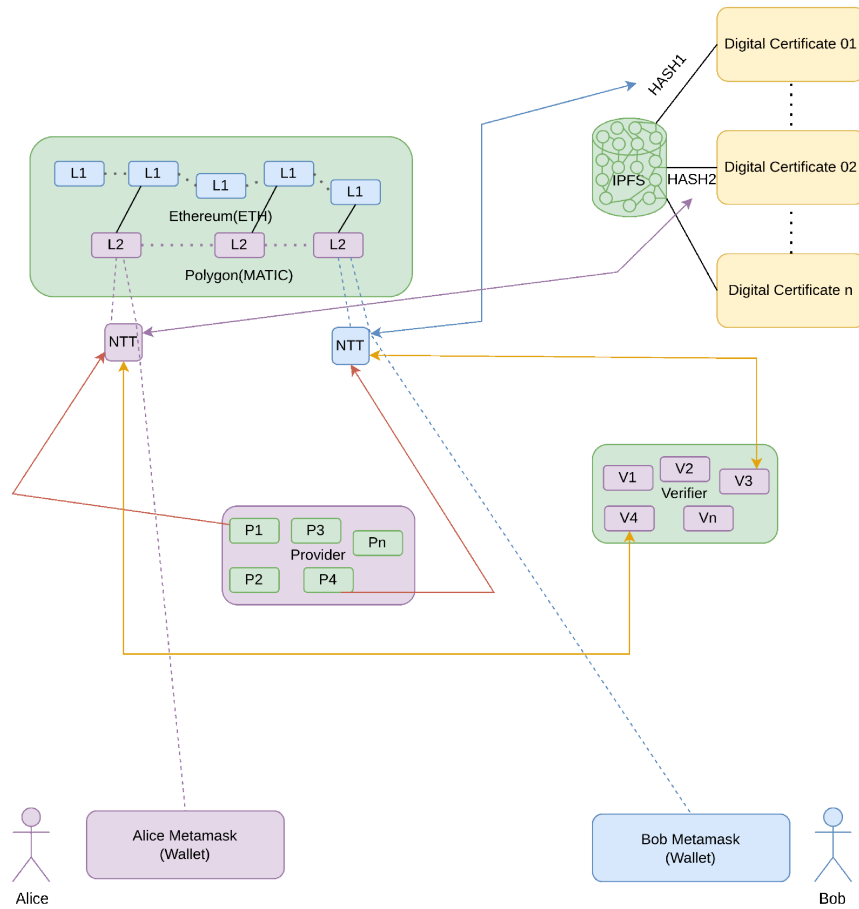 Digital Certificate 01
HASH1
Digital Certificate 02
IPFS
HASH2
Digital Certificate n
L1
L1
L1
L1
L1
Ethereum(ETH)
L2
L2
L2
Polygon(MATIC)
NTT
NTT
V1
V2
V3
Verifier
V4
Vn
P1
P3
Pn
Provider
P2
P4
Alice Metamask
(Wallet)
Bob Metamask
(Wallet)
Alice
Bob